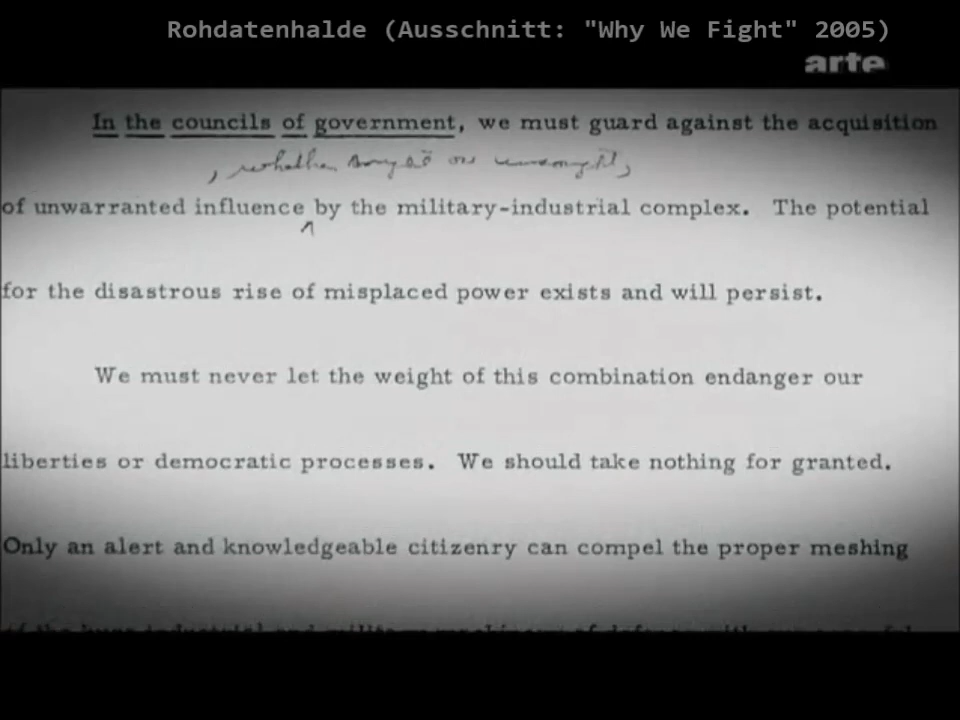 Rohdatenhalde (Ausschnitt: "Why We Fight" 2005)
arte
In the councils of government, we must guard against the acquisition
, whether sought or unsought,
of unwarranted influence ^ by the military-industrial complex. The potential
for the disastrous rise of misplaced power exists and will persist.
We must never let the weight of this combination endanger our
liberties or democratic processes. We should take nothing for granted.
Only an alert and knowledgeable citizenry can compel the proper meshing